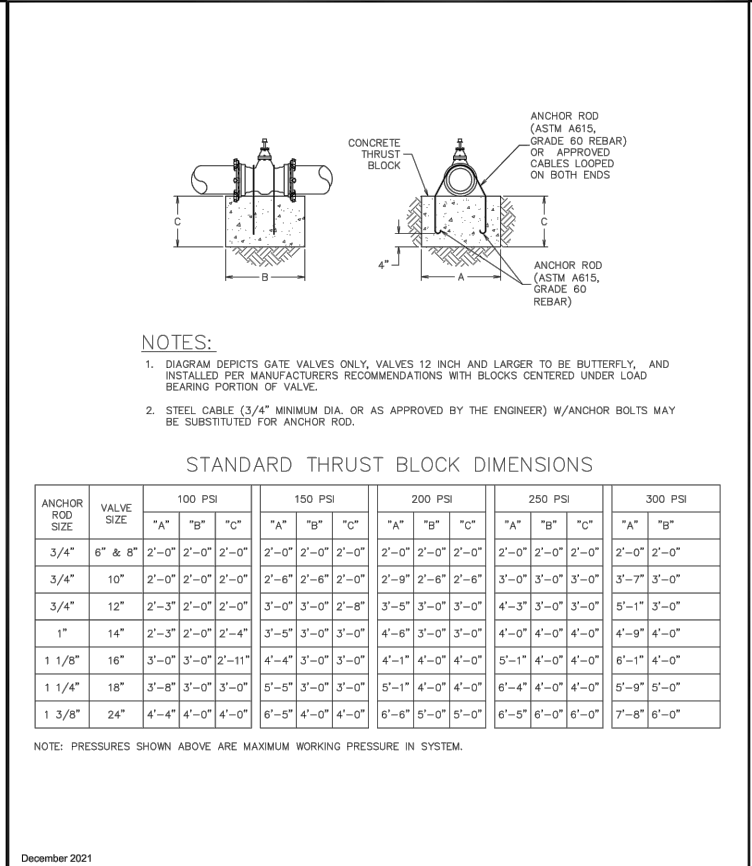 ANCHOR ROD
(ASTM A615,
GRADE 60 REBAR)
OR APPROVED
CABLES LOOPED
ON BOTH ENDS
CONCRETE
THRUST
BLOCK
C
C
4"
B
A
ANCHOR ROD
(ASTM A615,
GRADE 60
REBAR)
NOTES:
1. DIAGRAM DEPICTS GATE VALVES ONLY, VALVES 12 INCH AND LARGER TO BE BUTTERFLY, AND
INSTALLED PER MANUFACTURERS RECOMMENDATIONS WITH BLOCKS CENTERED UNDER LOAD
BEARING PORTION OF VALVE.
2. STEEL CABLE (3/4" MINIMUM DIA. OR AS APPROVED BY THE ENGINEER) W/ANCHOR BOLTS MAY
BE SUBSTITUTED FOR ANCHOR ROD.
STANDARD THRUST BLOCK DIMENSIONS
ANCHOR ROD SIZE VALVE SIZE 100 PSI 150 PSI 200 PSI 250 PSI 300 PSI
"A" "B" "C" "A" "B" "C" "A" "B" "C" "A" "B" "C" "A" "B"
3/4" 6" & 8" 2'-0" 2'-0" 2'-0" 2'-0" 2'-0" 2'-0" 2'-0" 2'-0" 2'-0" 2'-0" 2'-0" 2'-0" 2'-0" 2'-0"
3/4" 10" 2'-0" 2'-0" 2'-0" 2'-6" 2'-6" 2'-0" 2'-9" 2'-6" 2'-6" 3'-0" 3'-0" 3'-0" 3'-7" 3'-0"
3/4" 12" 2'-3" 2'-0" 2'-0" 3'-0" 3'-0" 2'-8" 3'-5" 3'-0" 3'-0" 4'-3" 3'-0" 3'-0" 5'-1" 3'-0"
1" 14" 2'-3" 2'-0" 2'-4" 3'-5" 3'-0" 3'-0" 4'-6" 3'-0" 3'-0" 4'-0" 4'-0" 4'-0" 4'-9" 4'-0"
1 1/8" 16" 3'-0" 3'-0" 2'-11" 4'-4" 3'-0" 3'-0" 4'-1" 4'-0" 4'-0" 5'-1" 4'-0" 4'-0" 6'-1" 4'-0"
1 1/4" 18" 3'-8" 3'-0" 3'-0" 5'-5" 3'-0" 3'-0" 5'-1" 4'-0" 4'-0" 6'-4" 4'-0" 4'-0" 5'-9" 5'-0"
1 3/8" 24" 4'-4" 4'-0" 4'-0" 6'-5" 4'-0" 4'-0" 6'-6" 5'-0" 5'-0" 6'-5" 6'-0" 6'-0" 7'-8" 6'-0"
NOTE: PRESSURES SHOWN ABOVE ARE MAXIMUM WORKING PRESSURE IN SYSTEM.
December 2021